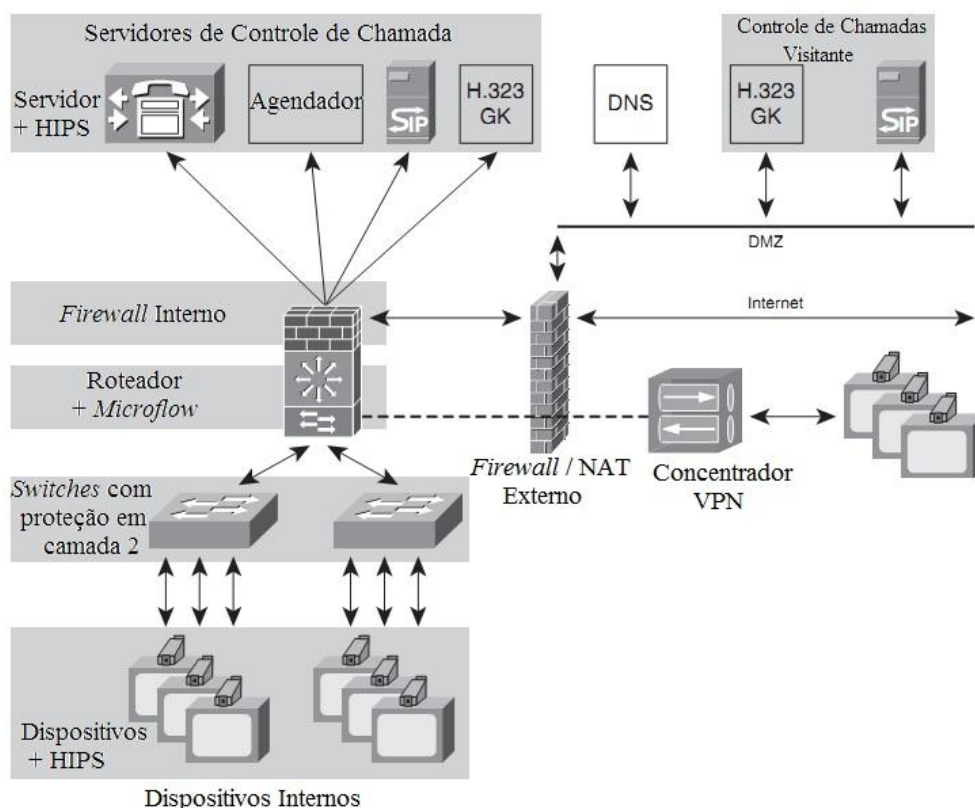 Servidores de Controle de Chamada
Servidor
+ HIPS
Agendador
SIP
H.323
GK
DNS
Controle de Chamadas
Visitante
H.323
GK
SIP
DMZ
Firewall Interno
Internet
Roteador
+ Microflow
Firewall / NAT
Externo
Concentrador
VPN
Switches com
proteção em
camada 2
Dispositivos
+ HIPS
Dispositivos Internos